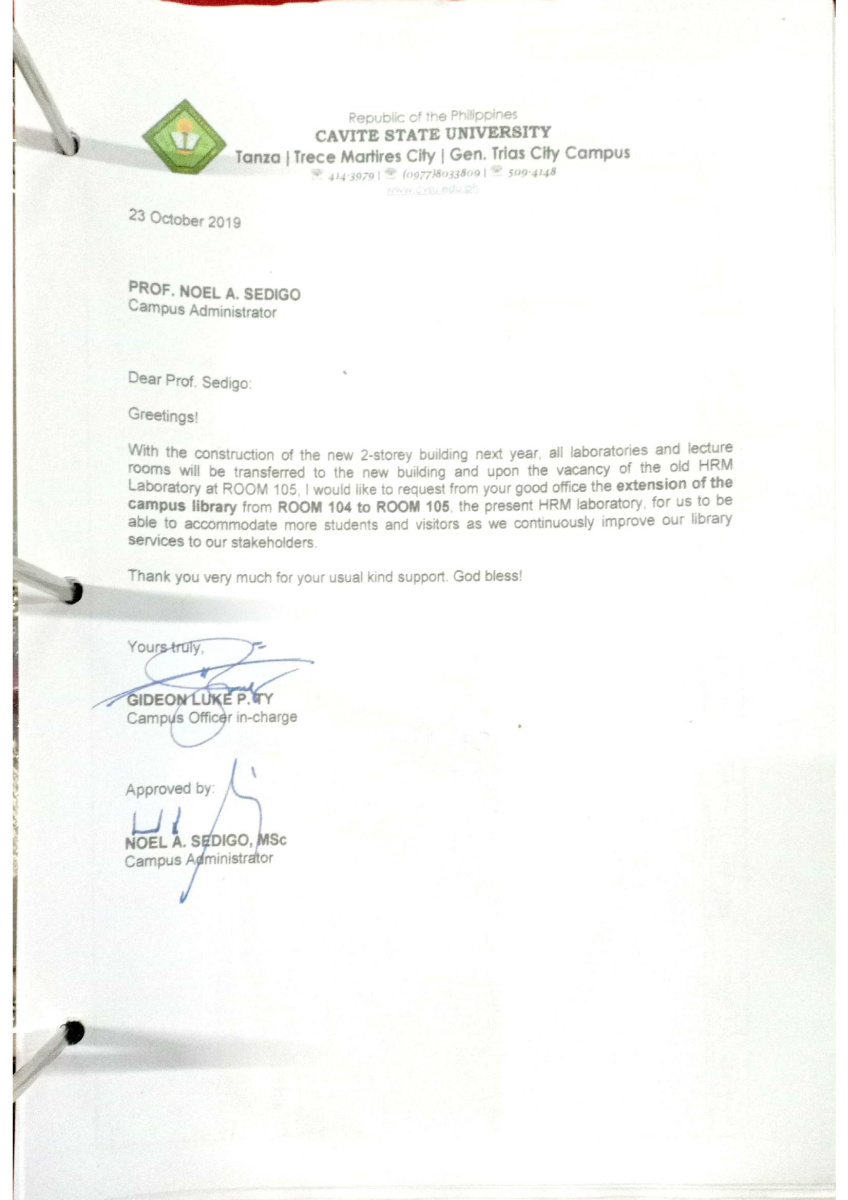 Republic of the Philippines
CAVITE STATE UNIVERSITY
Tanza | Trece Martires City | Gen. Trias City Campus
☏ 414-3979 | ☏ (0977)8033809 | ☏ 509-4148
www.cvsu.edu.ph
23 October 2019
PROF. NOEL A. SEDIGO
Campus Administrator
Dear Prof. Sedigo:
Greetings!
With the construction of the new 2-storey building next year, all laboratories and lecture
rooms will be transferred to the new building and upon the vacancy of the old HRM
Laboratory at ROOM 105, I would like to request from your good office the extension of the
campus library from ROOM 104 to ROOM 105, the present HRM laboratory, for us to be
able to accommodate more students and visitors as we continuously improve our library
services to our stakeholders.
Thank you very much for your usual kind support. God bless!
Yours truly,
GIDEON LUKE P. TY
Campus Officer in-charge
Approved by:
NOEL A. SEDIGO, MSc
Campus Administrator